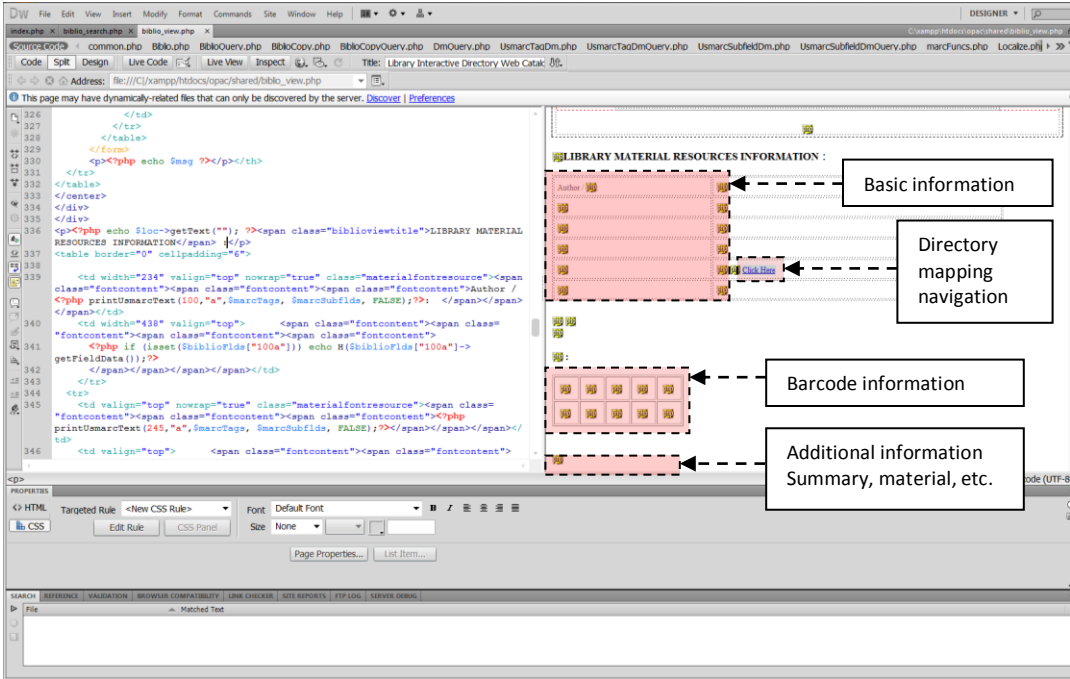 DW File Edit View Insert Modify Format Commands Site Window Help DESIGNER
index.php × biblio_search.php × biblio_view.php × C:\xampp\htdocs\opac\shared\biblio_view.php
Source Code common.php Biblio.php BiblioQuery.php BiblioCopy.php BiblioCopyQuery.php DmQuery.php UsmarcTagDm.php UsmarcTagDmQuery.php UsmarcSubfieldDm.php UsmarcSubfieldDmQuery.php marcFuncs.php Localize.ph
Code Split Design Live Code Live View Inspect Title: Library Interactive Directory Web Catalo
Address: file:///C|/xampp/htdocs/opac/shared/biblio_view.php
This page may have dynamically-related files that can only be discovered by the server. Discover | Preferences
326 </td>
327 </tr>
328 </table>
329 </form>
330 <p><?php echo $msg ?></p></th>
331 </tr>
332 </table>
333 </center>
334 </div>
335 </div>
336 <p><?php echo $loc->getText(""); ?><span class="biblioviewtitle">LIBRARY MATERIAL
RESOURCES INFORMATION</span> :</p>
337 <table border="0" cellpadding="6">
338
339 <td width="234" valign="top" nowrap="true" class="materialfontresource"><span
class="fontcontent"><span class="fontcontent"><span class="fontcontent">Author /
<?php printUsmarcText(100,"a",$marcTags, $marcSubflds, FALSE);?>: </span></span>
</span></td>
340 <td width="438" valign="top"> <span class="fontcontent"><span class=
"fontcontent"><span class="fontcontent"><span class="fontcontent">
341 <?php if (isset($biblioFlds["100a"])) echo H($biblioFlds["100a"]->
getFieldData());?>
342 </span></span></span></span></td>
343 </tr>
344 <tr>
345 <td valign="top" nowrap="true" class="materialfontresource"><span class=
"fontcontent"><span class="fontcontent"><span class="fontcontent"><?php
printUsmarcText(245,"a",$marcTags, $marcSubflds, FALSE);?></span></span></span></
td>
346 <td valign="top"> <span class="fontcontent"><span class="fontcontent">
LIBRARY MATERIAL RESOURCES INFORMATION :
Author /
Click Here
:
Basic information
Directory
mapping
navigation
Barcode information
Additional information
Summary, material, etc.
<p> code (UTF-8
PROPERTIES
<> HTML Targeted Rule <New CSS Rule> Font Default Font B I
CSS Edit Rule CSS Panel Size None
Page Properties... List Item...
SEARCH REFERENCE VALIDATION BROWSER COMPATIBILITY LINK CHECKER SITE REPORTS FTP LOG SERVER DEBUG
File Matched Text